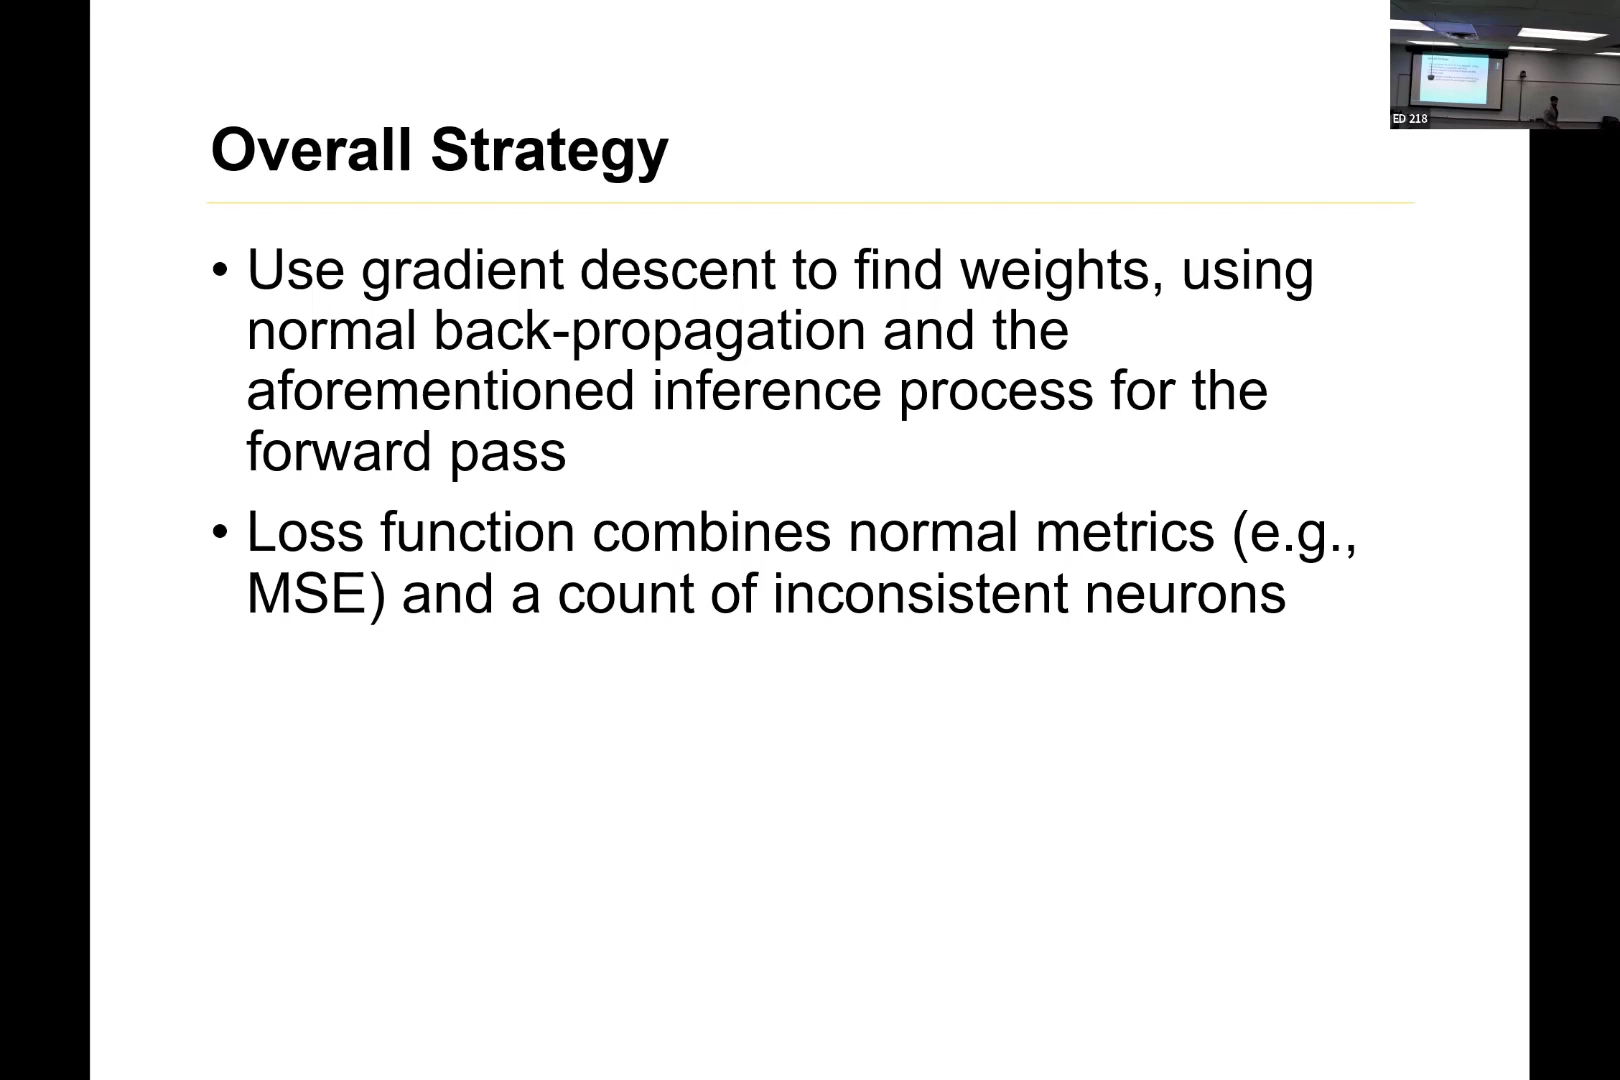 Overall Strategy
• Use gradient descent to find weights, using
normal back-propagation and the
aforementioned inference process for the
forward pass
• Loss function combines normal metrics (e.g.,
MSE) and a count of inconsistent neurons
ED 218